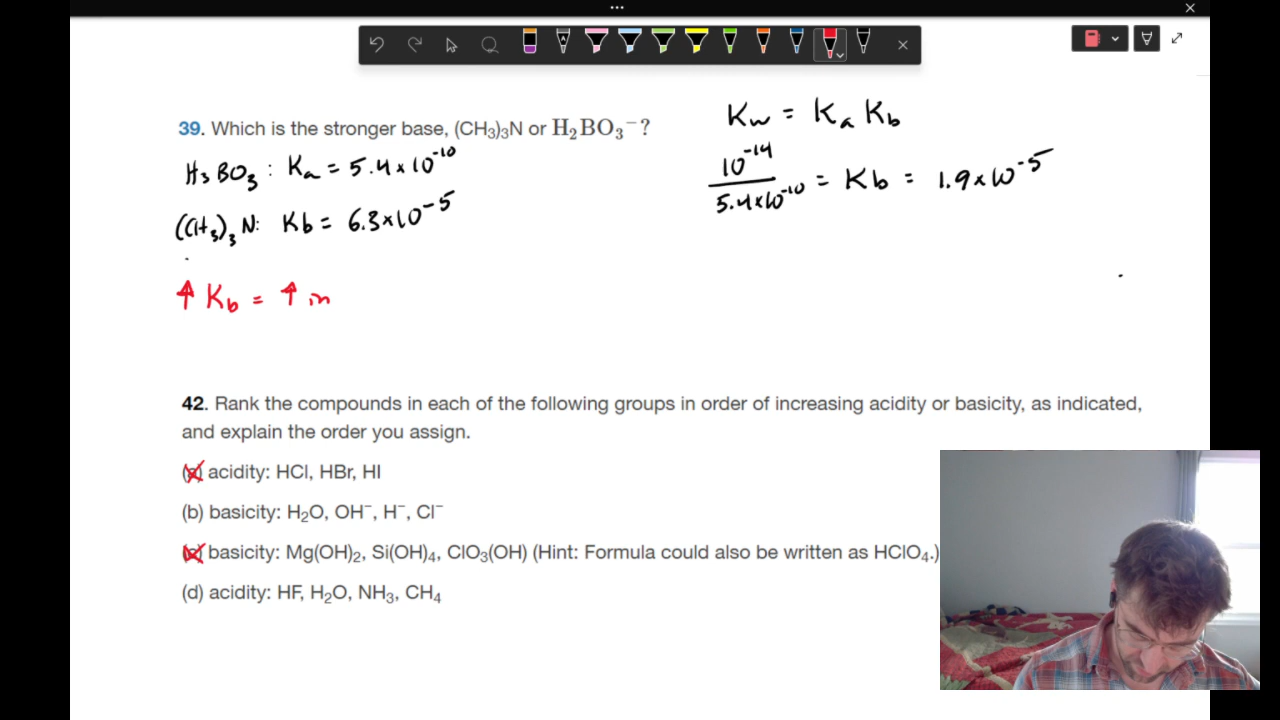 39. Which is the stronger base, (CH₃)₃N or H₂BO₃⁻?
H₃BO₃: Kₐ = 5.4×10⁻¹⁰
(CH₃)₃N: Kb = 6.3×10⁻⁵
↑ Kb = ↑ in
Kw = Kₐ Kb
10⁻¹⁴ / 5.4×10⁻¹⁰ = Kb = 1.9×10⁻⁵
42. Rank the compounds in each of the following groups in order of increasing acidity or basicity, as indicated,
and explain the order you assign.
(a) acidity: HCl, HBr, HI
(b) basicity: H₂O, OH⁻, H⁻, Cl⁻
(c) basicity: Mg(OH)₂, Si(OH)₄, ClO₃(OH) (Hint: Formula could also be written as HClO₄.)
(d) acidity: HF, H₂O, NH₃, CH₄